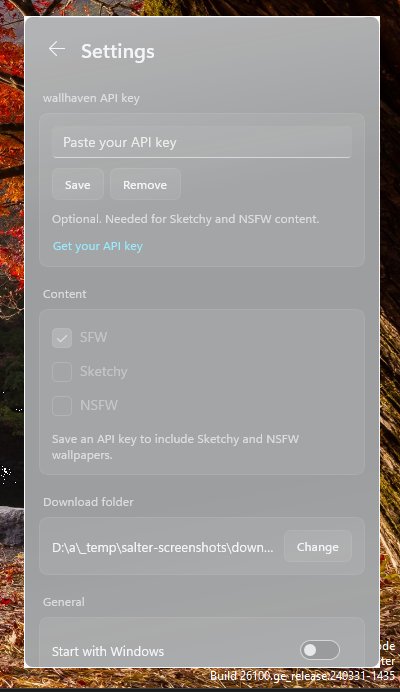 Settings
wallhaven API key
Paste your API key
Save
Remove
Optional. Needed for Sketchy and NSFW content.
Get your API key
Content
SFW
Sketchy
NSFW
Save an API key to include Sketchy and NSFW
wallpapers.
Download folder
D:\a\_temp\salter-screenshots\down...
Change
General
Start with Windows
Build 26100.ge_release.240331-1435